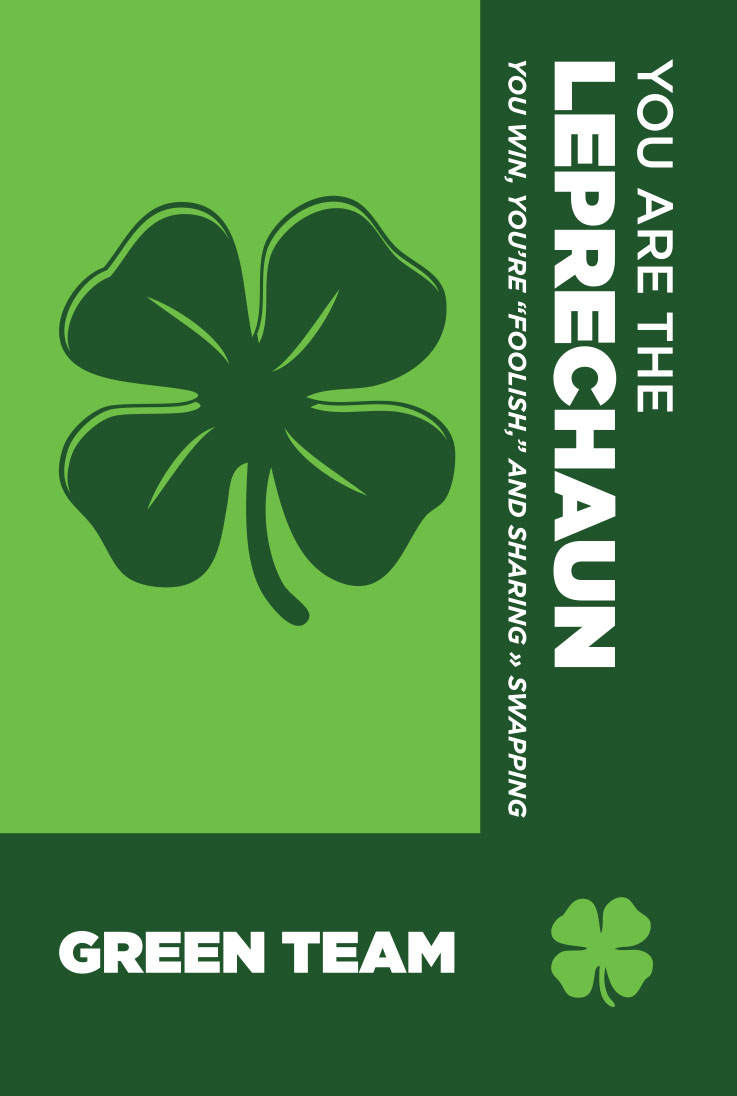 YOU ARE THE
LEPRECHAUN
YOU WIN, YOU'RE “FOOLISH,” AND SHARING » SWAPPING
GREEN TEAM